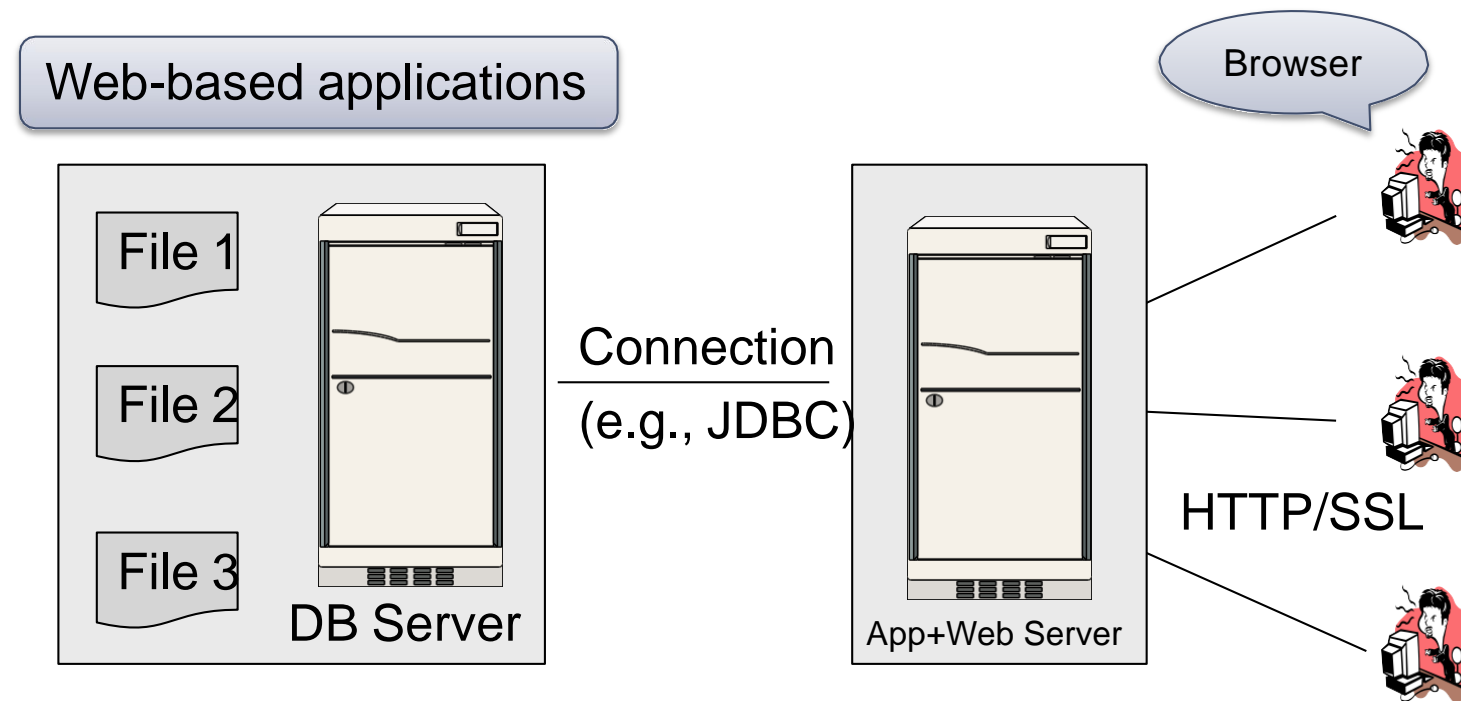 Web-based applications
Browser
File 1
File 2
File 3
DB Server
Connection
(e.g., JDBC)
App+Web Server
HTTP/SSL